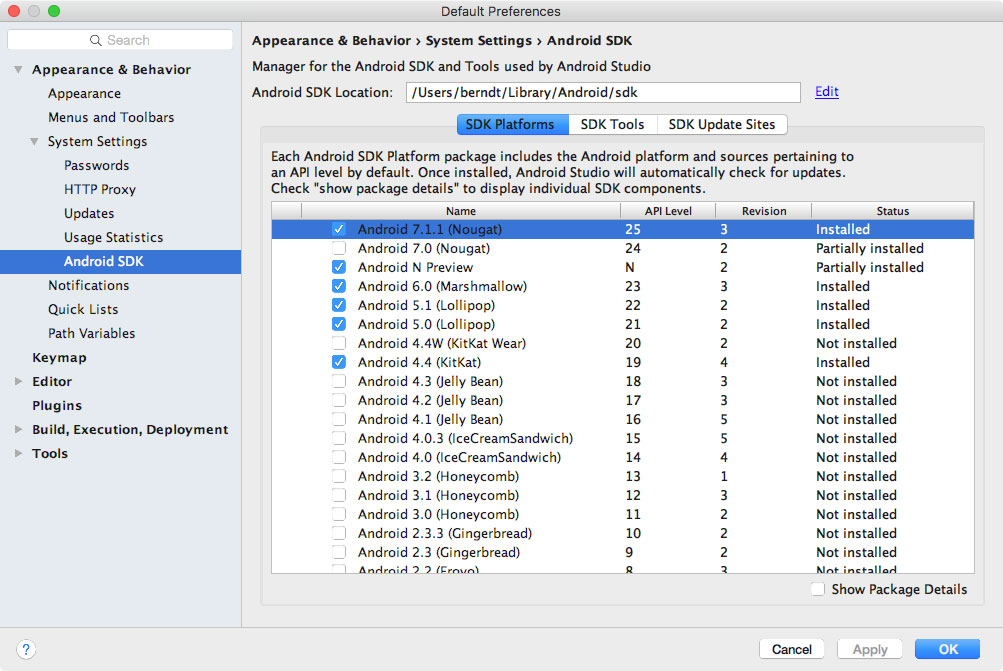 Default Preferences
Search
Appearance & Behavior
Appearance
Menus and Toolbars
System Settings
Passwords
HTTP Proxy
Updates
Usage Statistics
Android SDK
Notifications
Quick Lists
Path Variables
Keymap
Editor
Plugins
Build, Execution, Deployment
Tools
Appearance & Behavior › System Settings › Android SDK
Manager for the Android SDK and Tools used by Android Studio
Android SDK Location: /Users/berndt/Library/Android/sdk Edit
SDK Platforms SDK Tools SDK Update Sites
Each Android SDK Platform package includes the Android platform and sources pertaining to
an API level by default. Once installed, Android Studio will automatically check for updates.
Check "show package details" to display individual SDK components.
Name API Level Revision Status
Android 7.1.1 (Nougat) 25 3 Installed
Android 7.0 (Nougat) 24 2 Partially installed
Android N Preview N 2 Partially installed
Android 6.0 (Marshmallow) 23 3 Installed
Android 5.1 (Lollipop) 22 2 Installed
Android 5.0 (Lollipop) 21 2 Installed
Android 4.4W (KitKat Wear) 20 2 Not installed
Android 4.4 (KitKat) 19 4 Installed
Android 4.3 (Jelly Bean) 18 3 Not installed
Android 4.2 (Jelly Bean) 17 3 Not installed
Android 4.1 (Jelly Bean) 16 5 Not installed
Android 4.0.3 (IceCreamSandwich) 15 5 Not installed
Android 4.0 (IceCreamSandwich) 14 4 Not installed
Android 3.2 (Honeycomb) 13 1 Not installed
Android 3.1 (Honeycomb) 12 3 Not installed
Android 3.0 (Honeycomb) 11 2 Not installed
Android 2.3.3 (Gingerbread) 10 2 Not installed
Android 2.3 (Gingerbread) 9 2 Not installed
Android 2.2 (Froyo) 8 3 Not installed
Show Package Details
? Cancel Apply OK